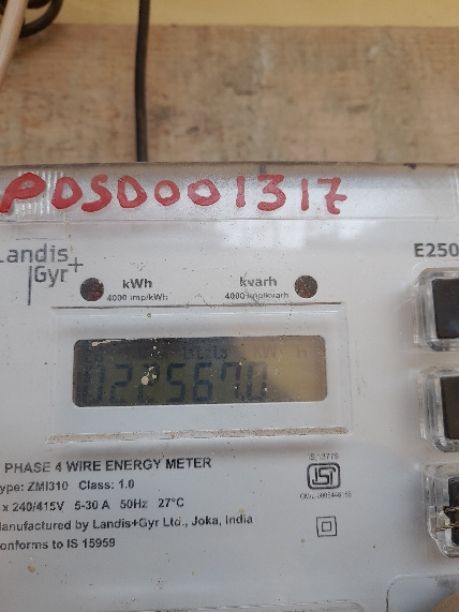 PDSD001317
Landis
Gyr+
E250
kWh
4000 imp/kWh
kvarh
4000 imp/kvarh
kW h
PHASE 4 WIRE ENERGY METER
ype: ZMI310 Class: 1.0
x 240/415V 5-30 A 50Hz 27°C
anufactured by Landis+Gyr Ltd., Joka, India
onforms to IS 15959